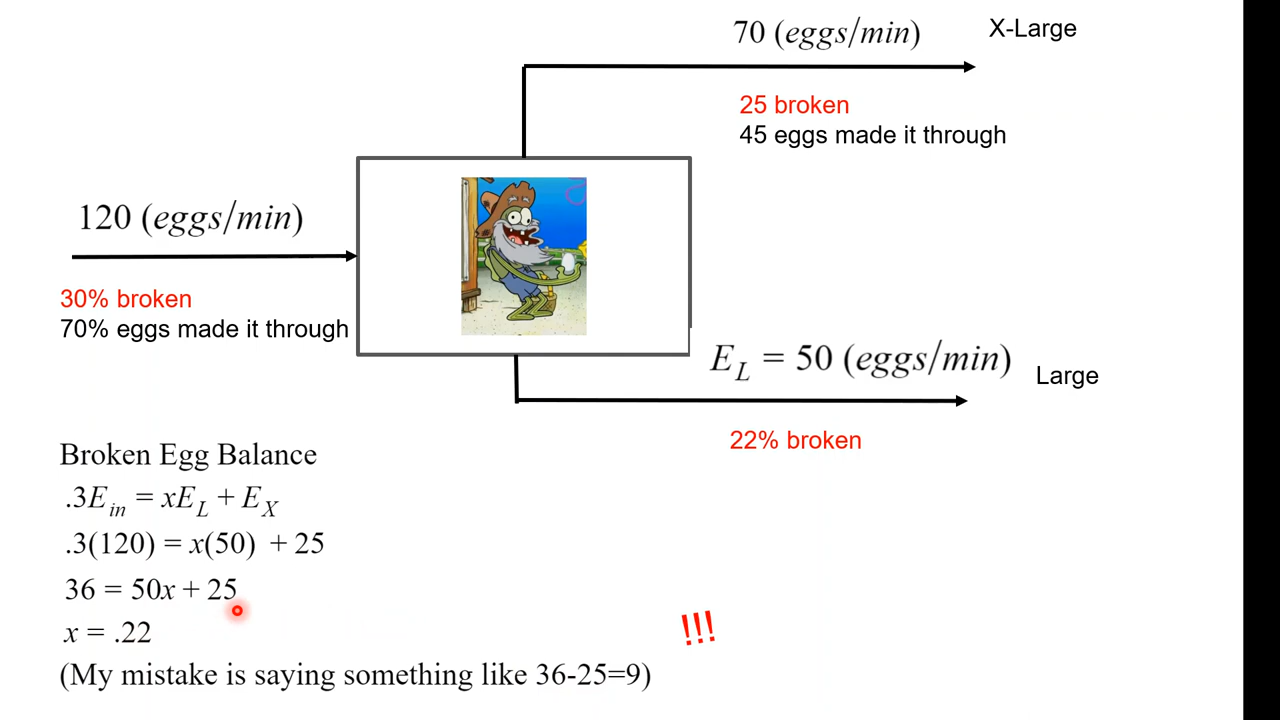 70 (eggs/min)
X-Large
25 broken
45 eggs made it through
120 (eggs/min)
30% broken
70% eggs made it through
E_L = 50 (eggs/min)
Large
22% broken
Broken Egg Balance
.3E_in = xE_L + E_X
.3(120) = x(50) + 25
36 = 50x + 25
x = .22
!!!
(My mistake is saying something like 36-25=9)